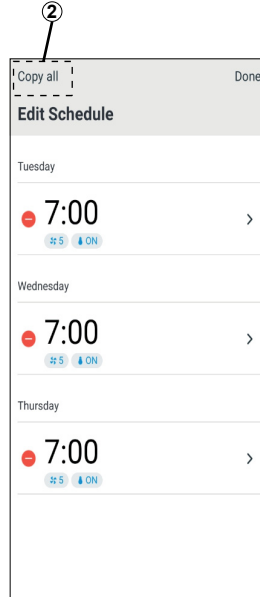 2
Copy all
Done
Edit Schedule
Tuesday
7:00
5 ON
Wednesday
7:00
5 ON
Thursday
7:00
5 ON